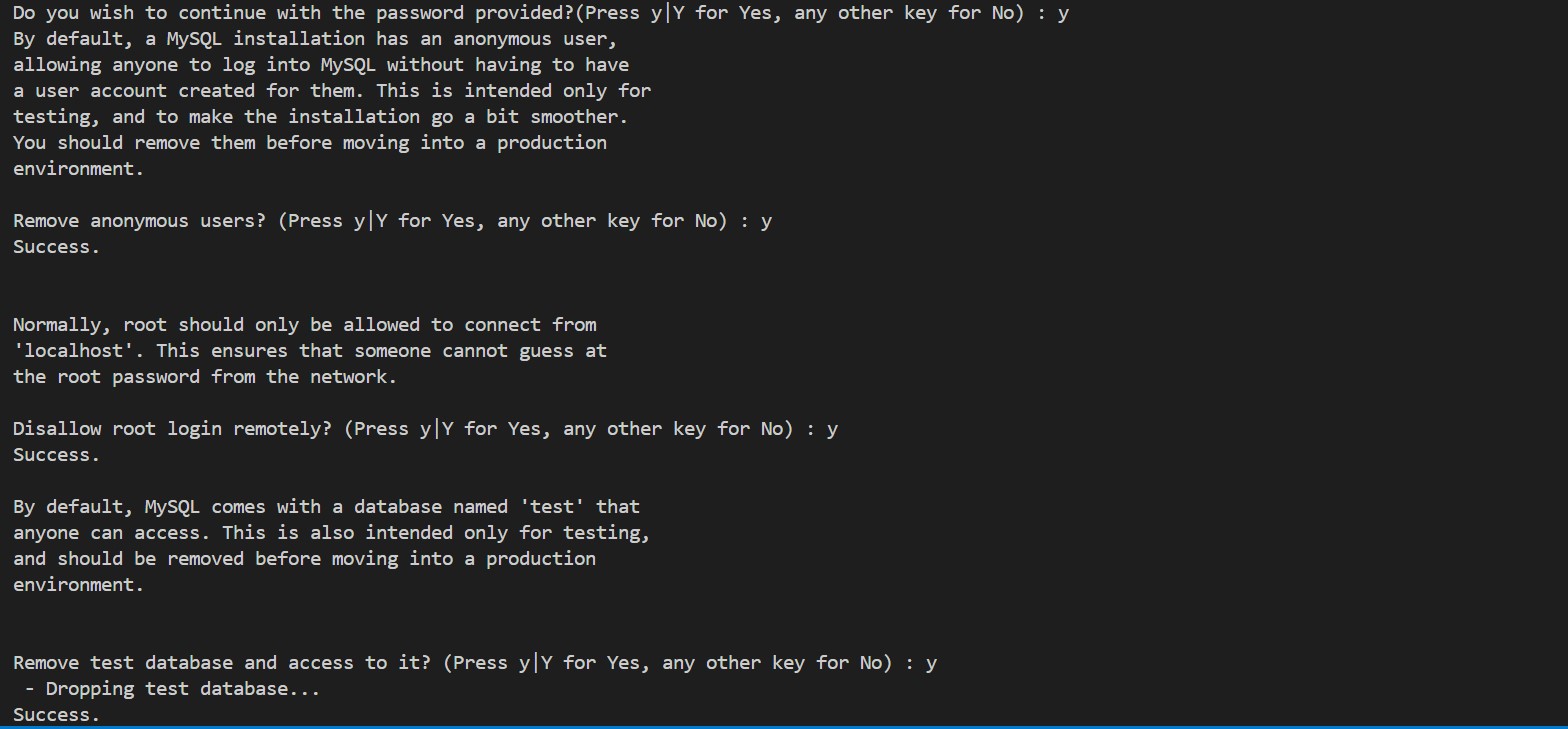 Do you wish to continue with the password provided?(Press y|Y for Yes, any other key for No) : y
By default, a MySQL installation has an anonymous user,
allowing anyone to log into MySQL without having to have
a user account created for them. This is intended only for
testing, and to make the installation go a bit smoother.
You should remove them before moving into a production
environment.
Remove anonymous users? (Press y|Y for Yes, any other key for No) : y
Success.
Normally, root should only be allowed to connect from
'localhost'. This ensures that someone cannot guess at
the root password from the network.
Disallow root login remotely? (Press y|Y for Yes, any other key for No) : y
Success.
By default, MySQL comes with a database named 'test' that
anyone can access. This is also intended only for testing,
and should be removed before moving into a production
environment.
Remove test database and access to it? (Press y|Y for Yes, any other key for No) : y
 - Dropping test database...
Success.